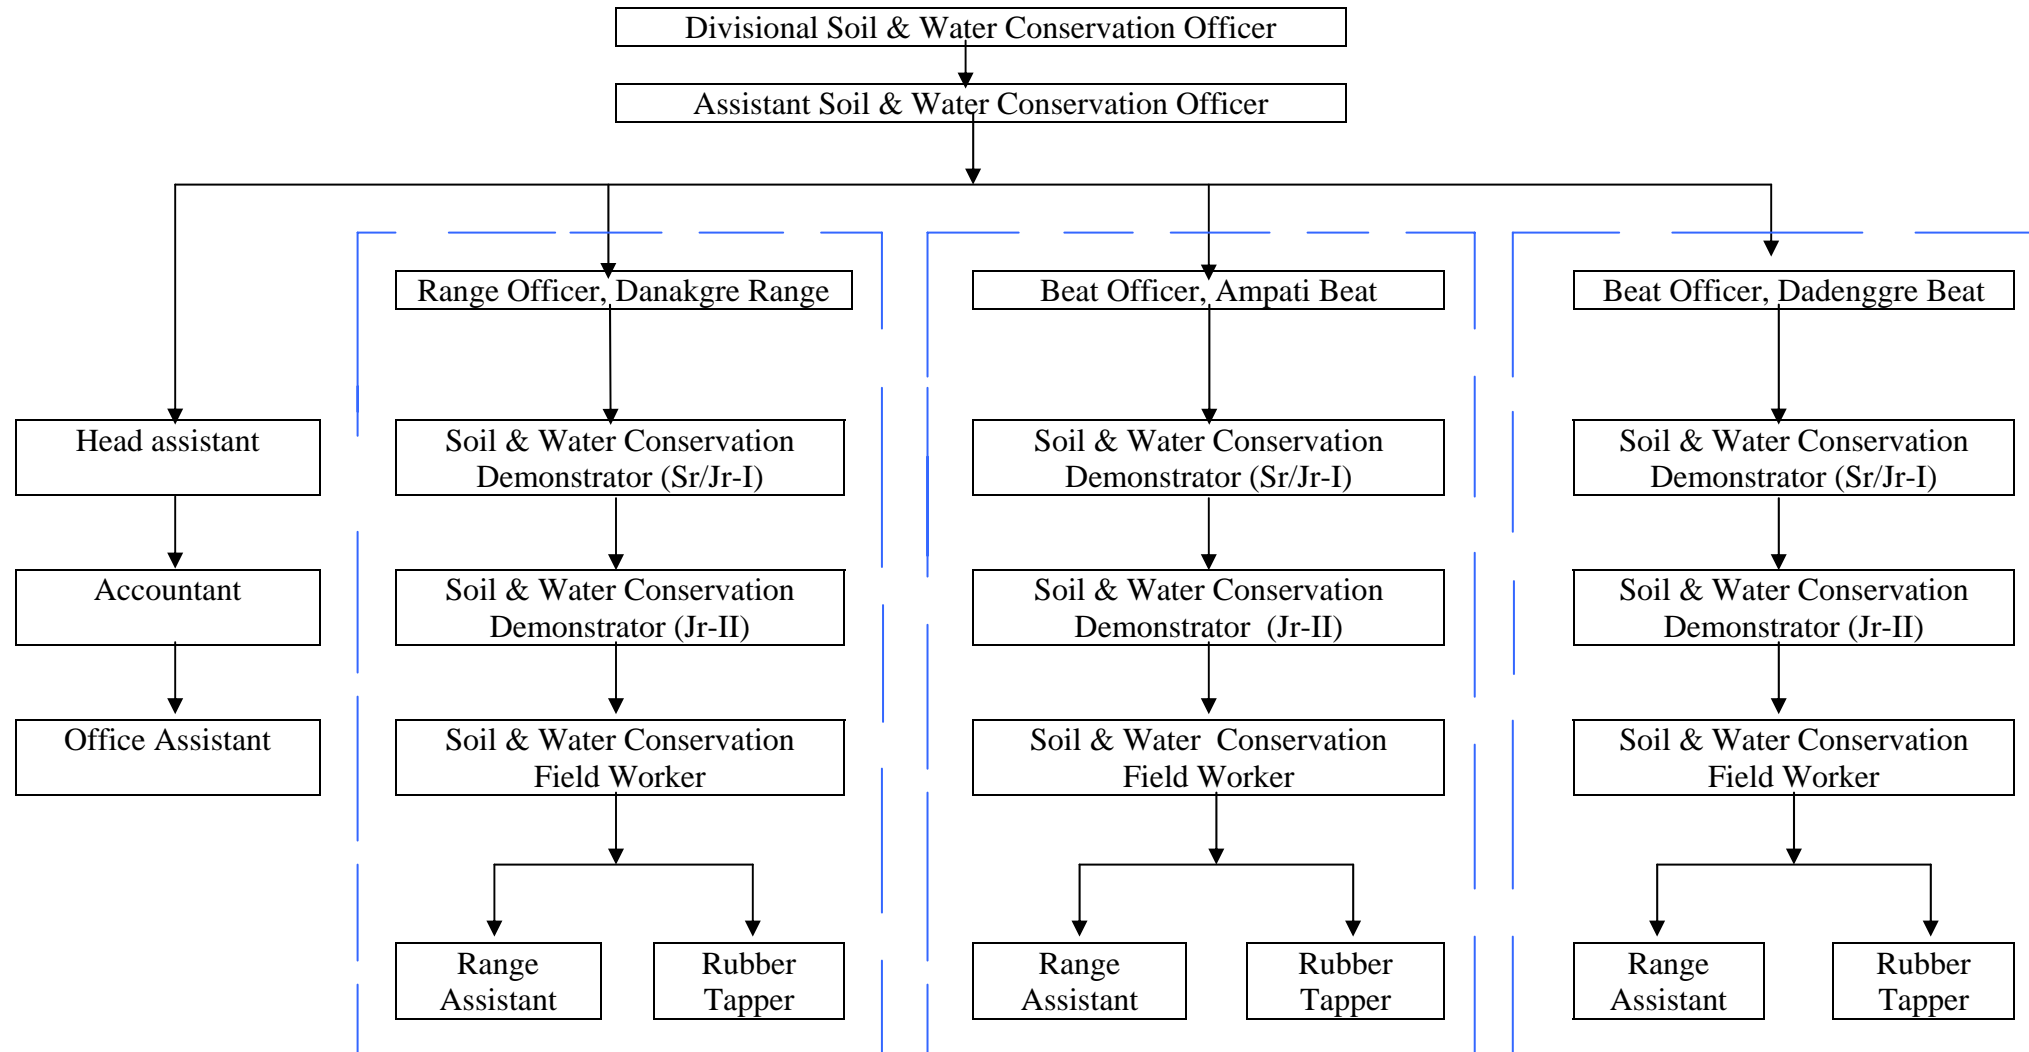 Divisional Soil & Water Conservation Officer
Assistant Soil & Water Conservation Officer
Range Officer, Danakgre Range
Beat Officer, Ampati Beat
Beat Officer, Dadenggre Beat
Head assistant
Soil & Water Conservation
Demonstrator (Sr/Jr-I)
Soil & Water Conservation
Demonstrator (Sr/Jr-I)
Soil & Water Conservation
Demonstrator (Sr/Jr-I)
Accountant
Soil & Water Conservation
Demonstrator (Jr-II)
Soil & Water Conservation
Demonstrator (Jr-II)
Soil & Water Conservation
Demonstrator (Jr-II)
Office Assistant
Soil & Water Conservation
Field Worker
Soil & Water Conservation
Field Worker
Soil & Water Conservation
Field Worker
Range
Assistant
Rubber
Tapper
Range
Assistant
Rubber
Tapper
Range
Assistant
Rubber
Tapper